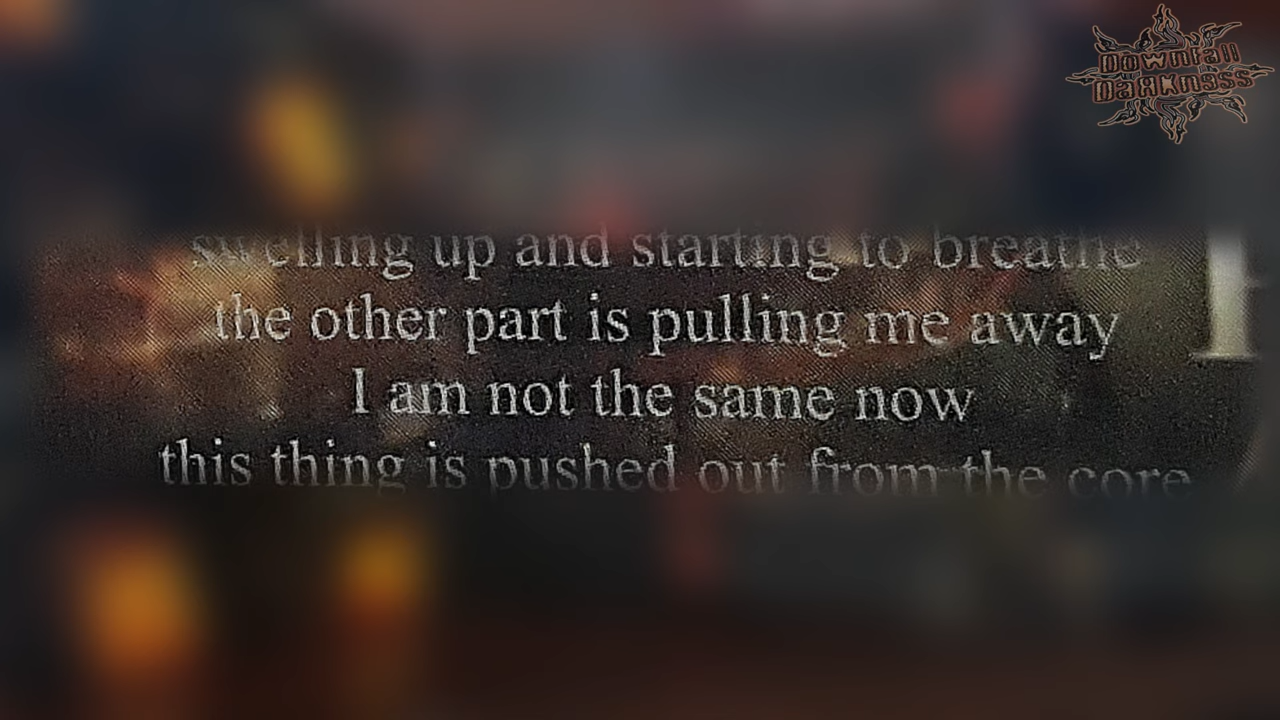 Downfall
Darkness
swelling up and starting to breathe
the other part is pulling me away
I am not the same now
this thing is pushed out from the core